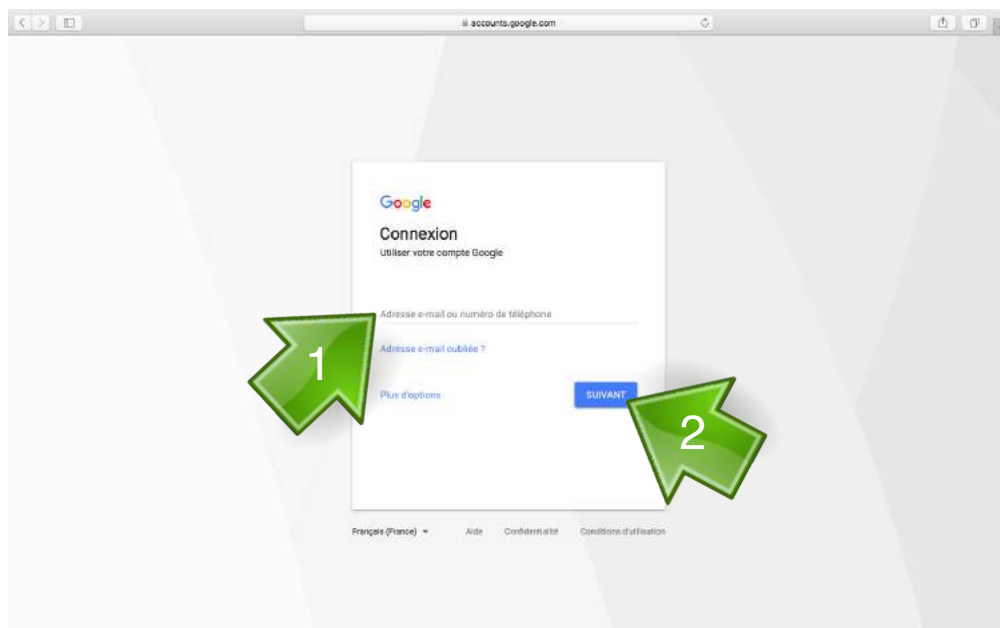 accounts.google.com
Google
Connexion
Utiliser votre compte Google
Adresse e-mail ou numéro de téléphone
Adresse e-mail oubliée ?
1
Plus d'options
SUIVANT
2
Français (France)
Aide
Confidentialité
Conditions d'utilisation